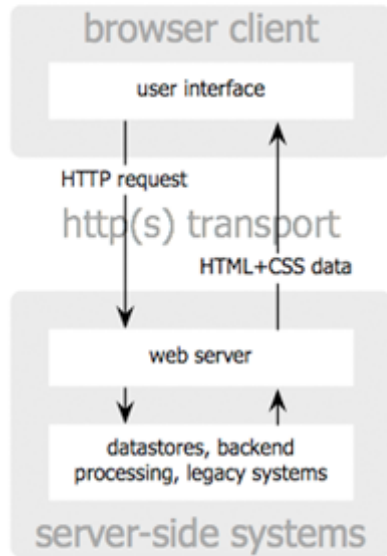 browser client
user interface
HTTP request
http(s) transport
HTML+CSS data
web server
datastores, backend
processing, legacy systems
server-side systems